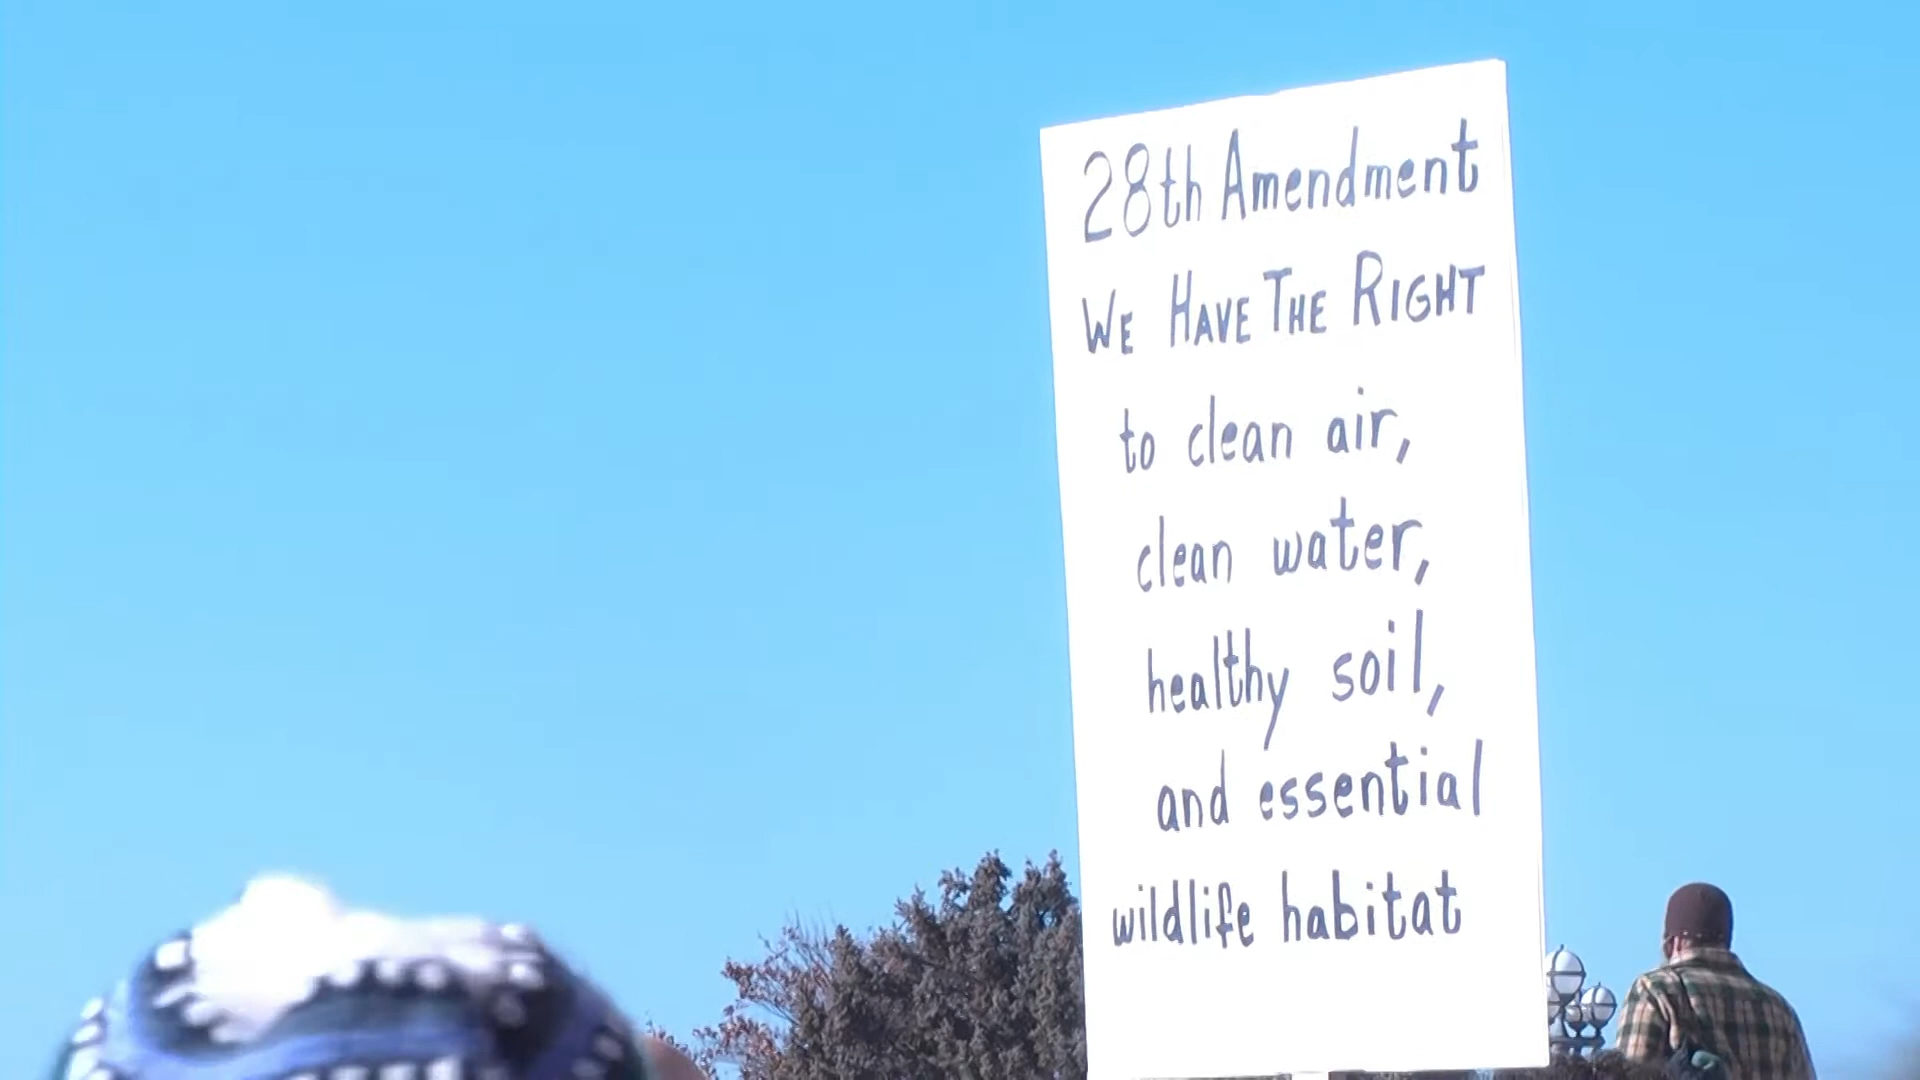 28th Amendment
WE HAVE THE RIGHT
to clean air,
clean water,
healthy soil,
and essential
wildlife habitat